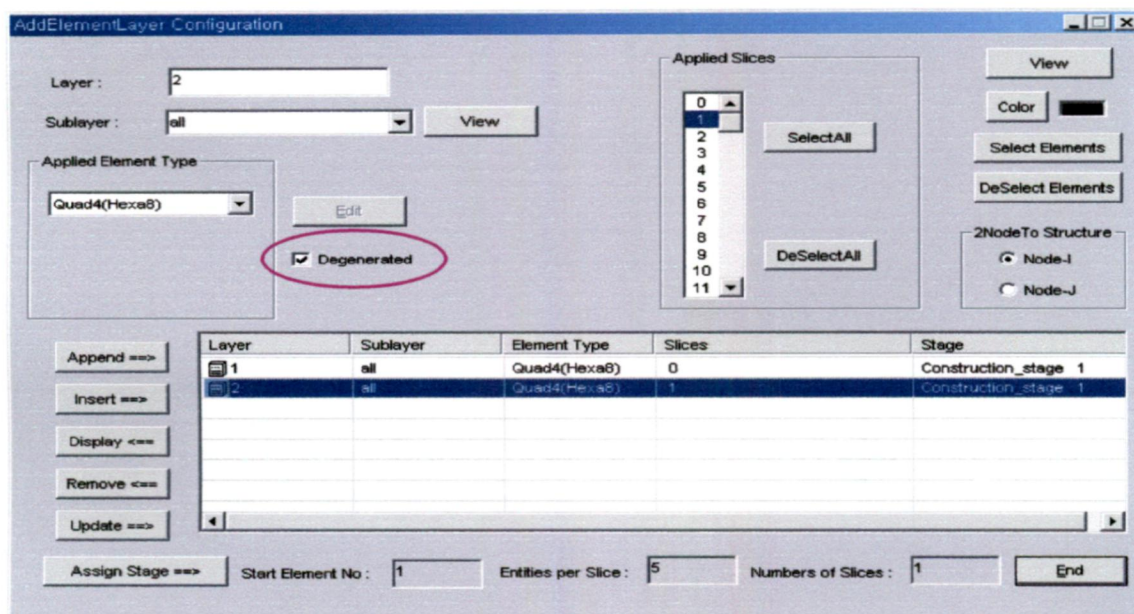 AddElementLayer Configuration
Layer : 2
Sublayer : all View
Applied Element Type
Quad4(Hexa8)
Edit
Degenerated
Applied Slices
0
1
2
3
4
5
6
7
8
9
10
11
SelectAll
DeSelectAll
View
Color
Select Elements
DeSelect Elements
2NodeTo Structure
Node-I
Node-J
Append ==>
Insert ==>
Display <==
Remove <==
Update ==>
Layer Sublayer Element Type Slices Stage
1 all Quad4(Hexa8) 0 Construction_stage 1
2 all Quad4(Hexa8) 1 Construction_stage 1
Assign Stage ==> Start Element No : 1 Entities per Slice : 5 Numbers of Slices : 1 End